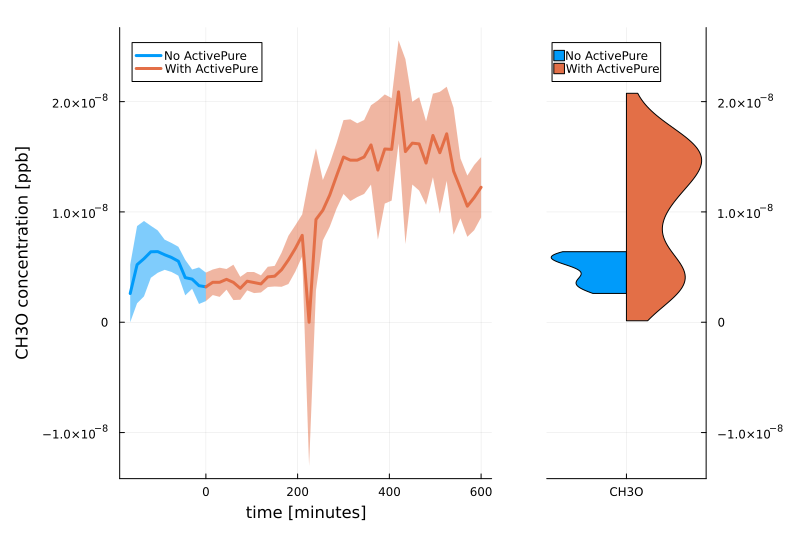 No ActivePure
With ActivePure
No ActivePure
With ActivePure
CH3O concentration [ppb]
2.0×10⁻⁸
1.0×10⁻⁸
0
−1.0×10⁻⁸
0
200
400
600
time [minutes]
2.0×10⁻⁸
1.0×10⁻⁸
0
−1.0×10⁻⁸
CH3O